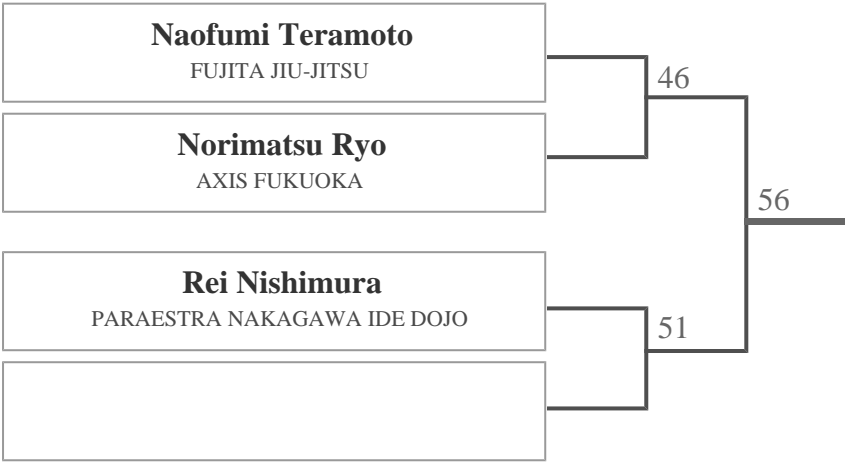 Naofumi Teramoto
FUJITA JIU-JITSU
46
Norimatsu Ryo
AXIS FUKUOKA
56
Rei Nishimura
PARAESTRA NAKAGAWA IDE DOJO
51